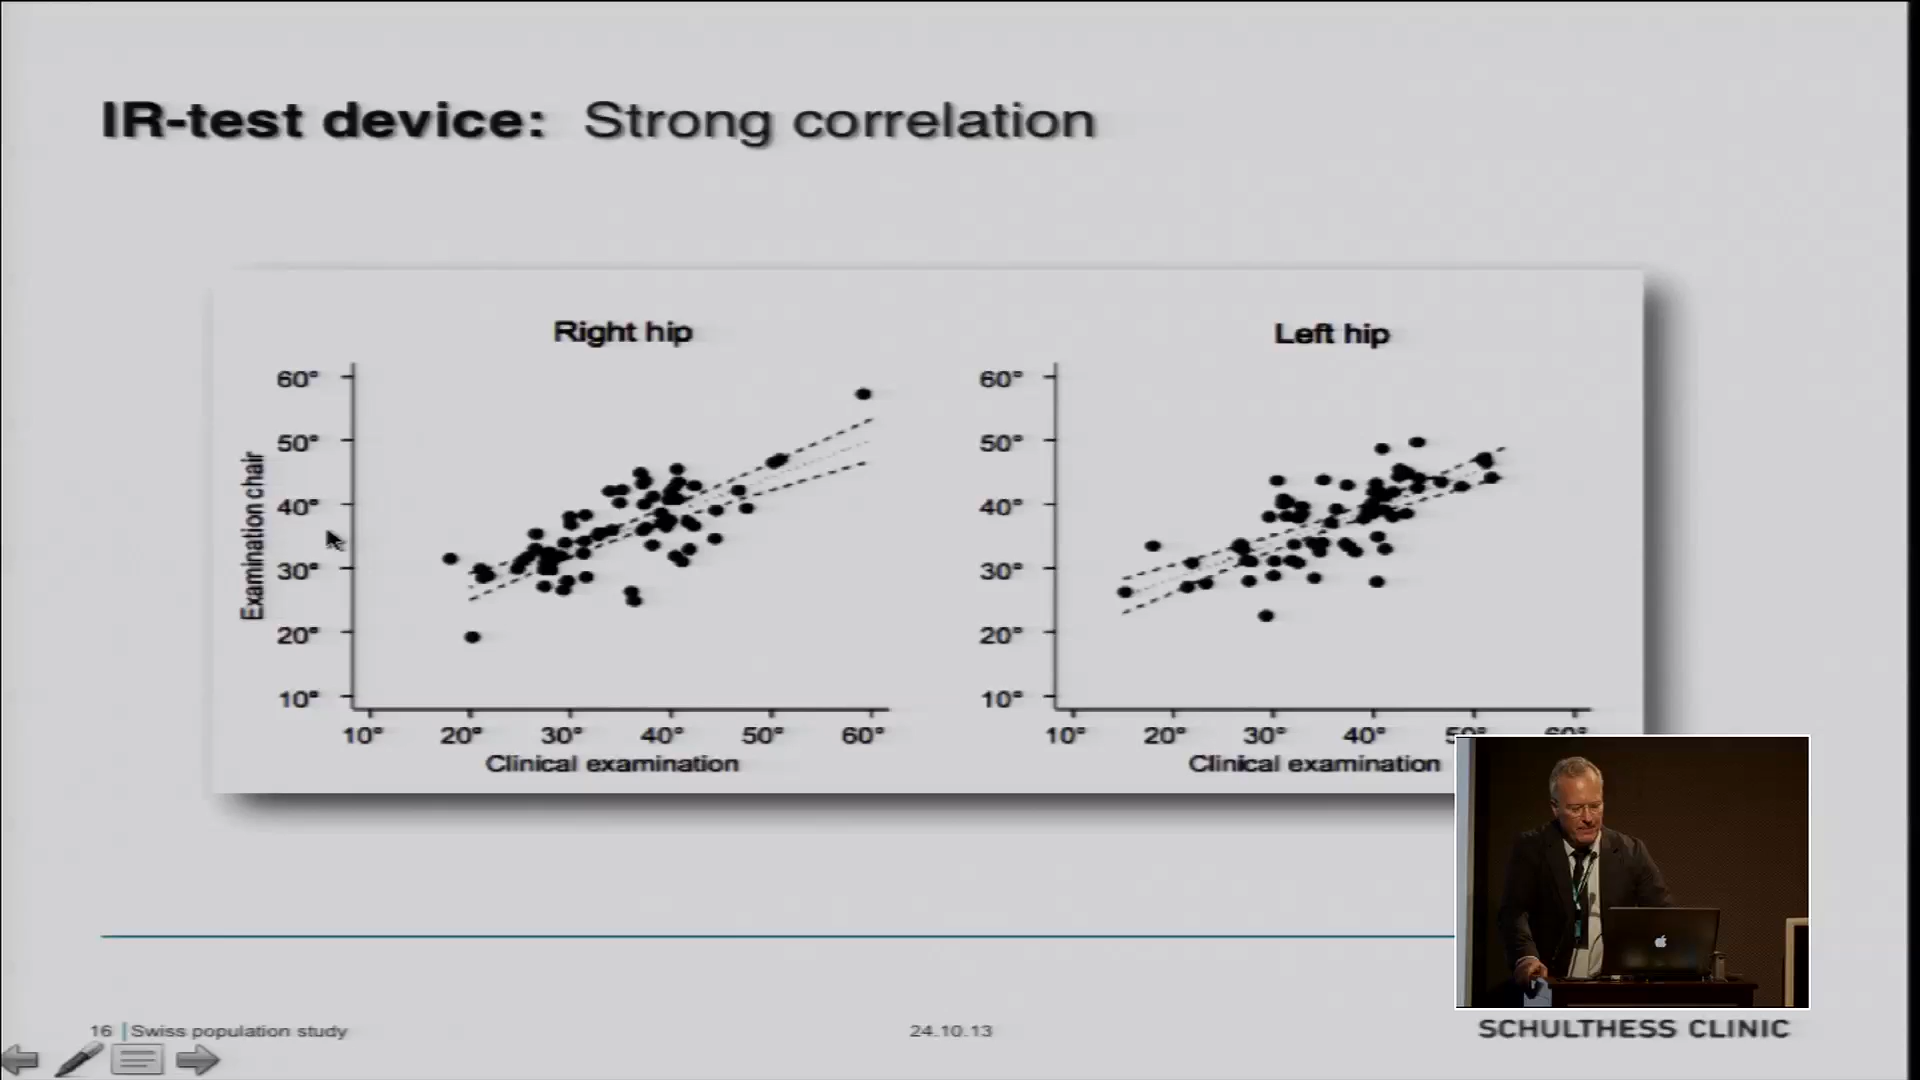 IR-test device: Strong correlation
Right hip
Left hip
60°
50°
40°
30°
20°
10°
Examination chair
10° 20° 30° 40° 50° 60°
Clinical examination
60°
50°
40°
30°
20°
10°
10° 20° 30° 40° 50° 60°
Clinical examination
16 | Swiss population study
24.10.13
SCHULTHESS CLINIC